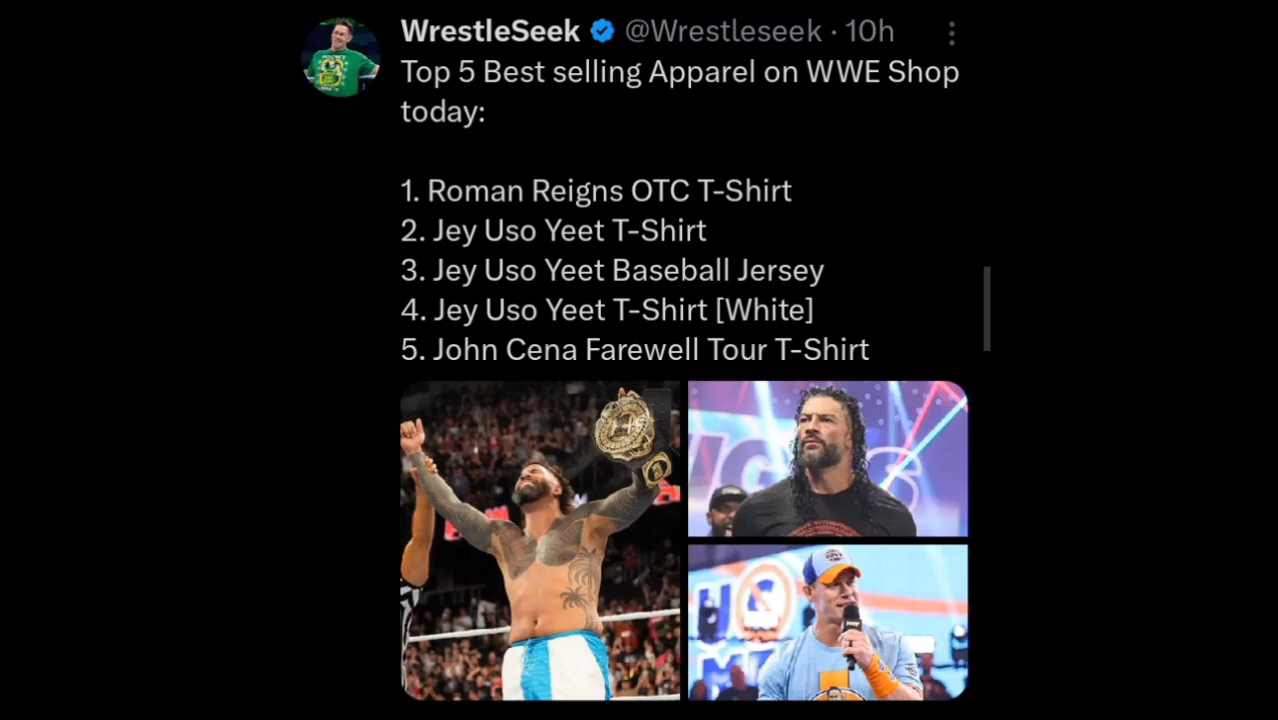 WrestleSeek @Wrestleseek · 10h
Top 5 Best selling Apparel on WWE Shop
today:
1. Roman Reigns OTC T-Shirt
2. Jey Uso Yeet T-Shirt
3. Jey Uso Yeet Baseball Jersey
4. Jey Uso Yeet T-Shirt [White]
5. John Cena Farewell Tour T-Shirt